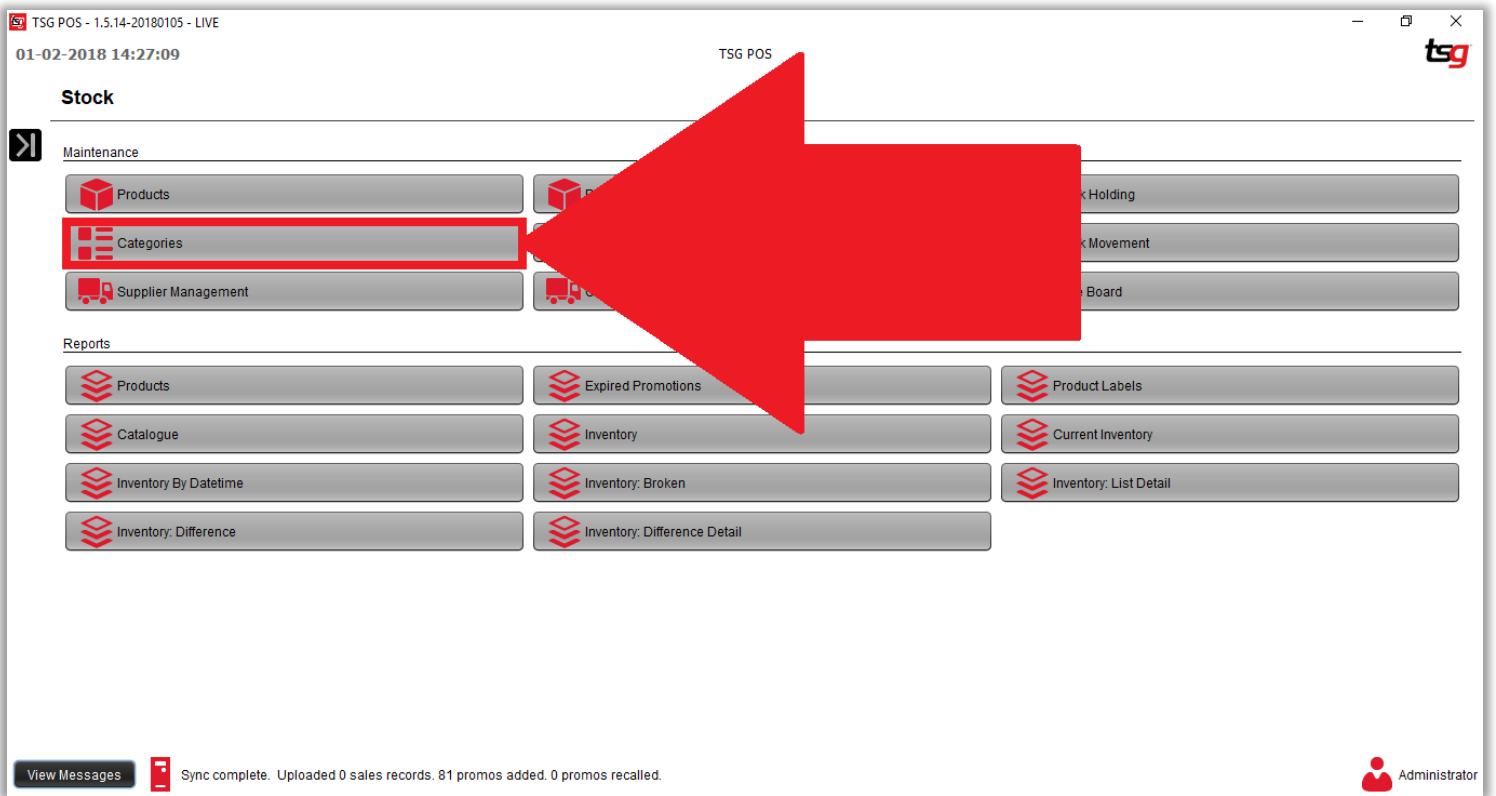 TSG POS - 1.5.14-20180105 - LIVE
01-02-2018 14:27:09
TSG POS
tsg
Stock
Maintenance
Products
Holding
Categories
Movement
Supplier Management
Board
Reports
Products
Expired Promotions
Product Labels
Catalogue
Inventory
Current Inventory
Inventory By Datetime
Inventory: Broken
Inventory: List Detail
Inventory: Difference
Inventory: Difference Detail
View Messages
Sync complete.  Uploaded 0 sales records. 81 promos added. 0 promos recalled.
Administrator